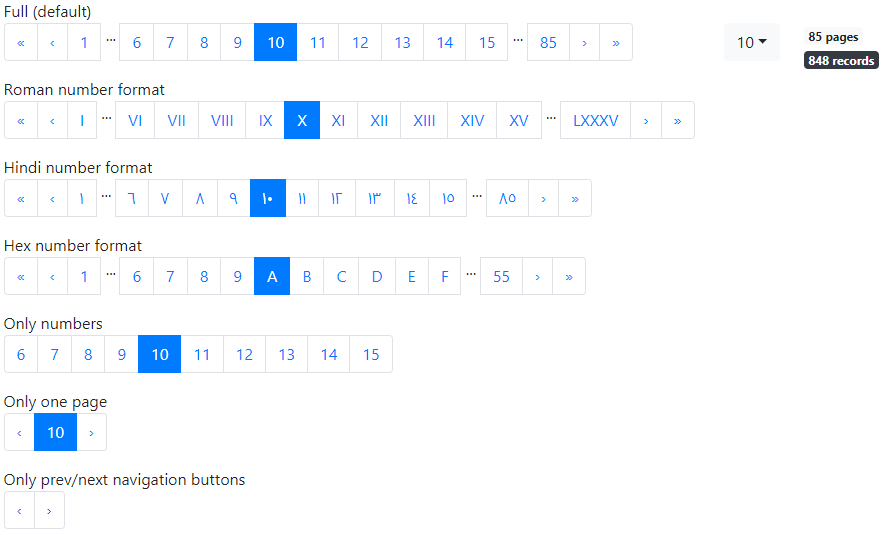 Full (default)
« ‹ 1 ... 6 7 8 9 10 11 12 13 14 15 ... 85 › » 10 85 pages
848 records
Roman number format
« ‹ I ... VI VII VIII IX X XI XII XIII XIV XV ... LXXXV › »
Hindi number format
« ‹ ١ ... ٦ ٧ ٨ ٩ ١٠ ١١ ١٢ ١٣ ١٤ ١٥ ... ٨٥ › »
Hex number format
« ‹ 1 ... 6 7 8 9 A B C D E F ... 55 › »
Only numbers
6 7 8 9 10 11 12 13 14 15
Only one page
‹ 10 ›
Only prev/next navigation buttons
‹ ›